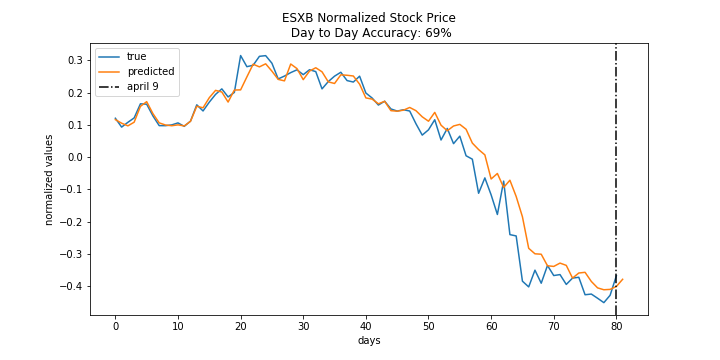 ESXB Normalized Stock Price
Day to Day Accuracy: 69%
true
predicted
april 9
normalized values
0.3
0.2
0.1
0.0
−0.1
−0.2
−0.3
−0.4
0 10 20 30 40 50 60 70 80
days